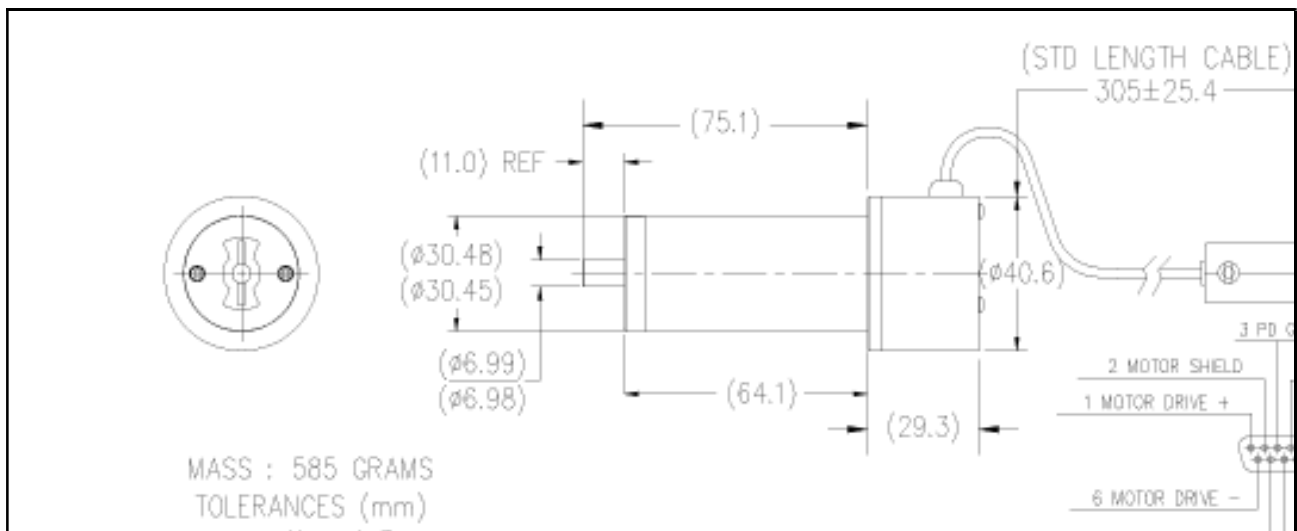 (STD LENGTH CABLE)
305±25.4
(75.1)
(11.0) REF
(ø30.48)
(ø30.45)
(ø40.6)
3 PD
(ø6.99)
(ø6.98)
(64.1)
(29.3)
2 MOTOR SHIELD
1 MOTOR DRIVE +
6 MOTOR DRIVE -
MASS : 585 GRAMS
TOLERANCES (mm)